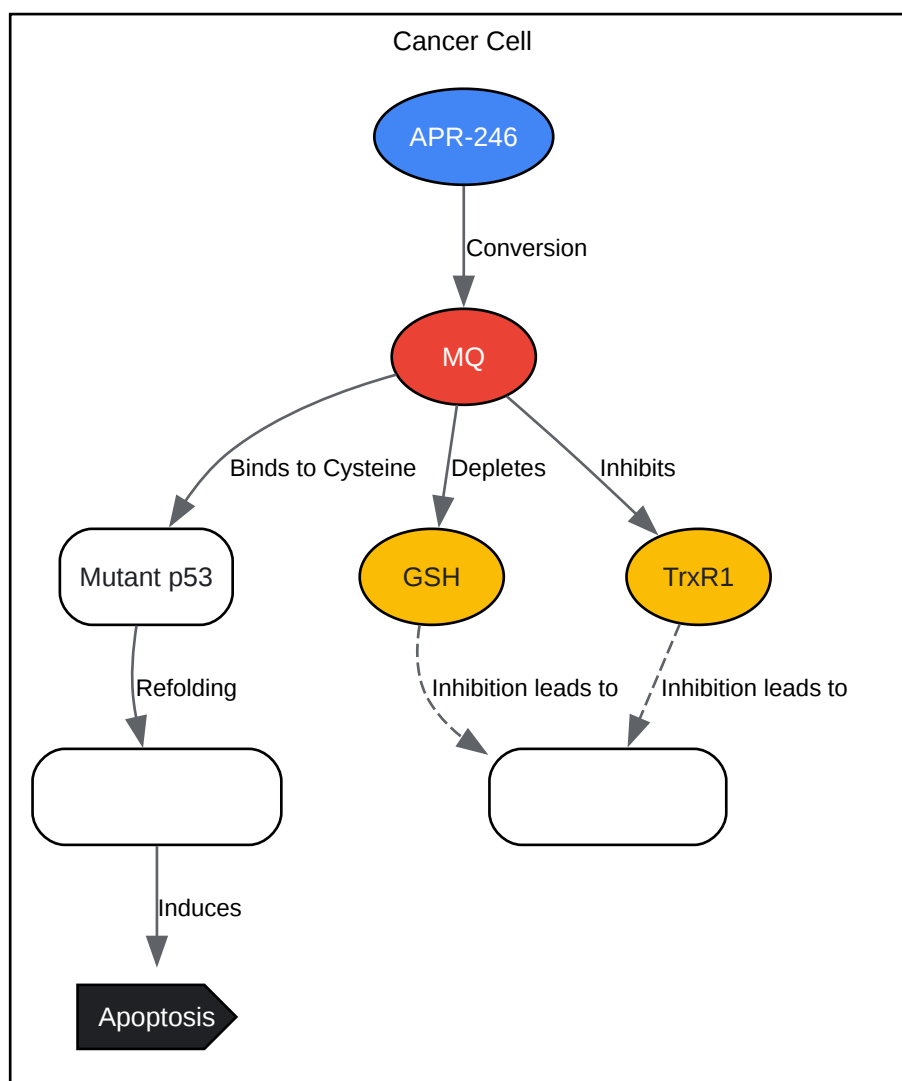 Cancer Cell
APR-246
Conversion
MQ
Binds to Cysteine
Depletes
Inhibits
Mutant p53
GSH
TrxR1
Refolding
Inhibition leads to
Inhibition leads to
Induces
Apoptosis